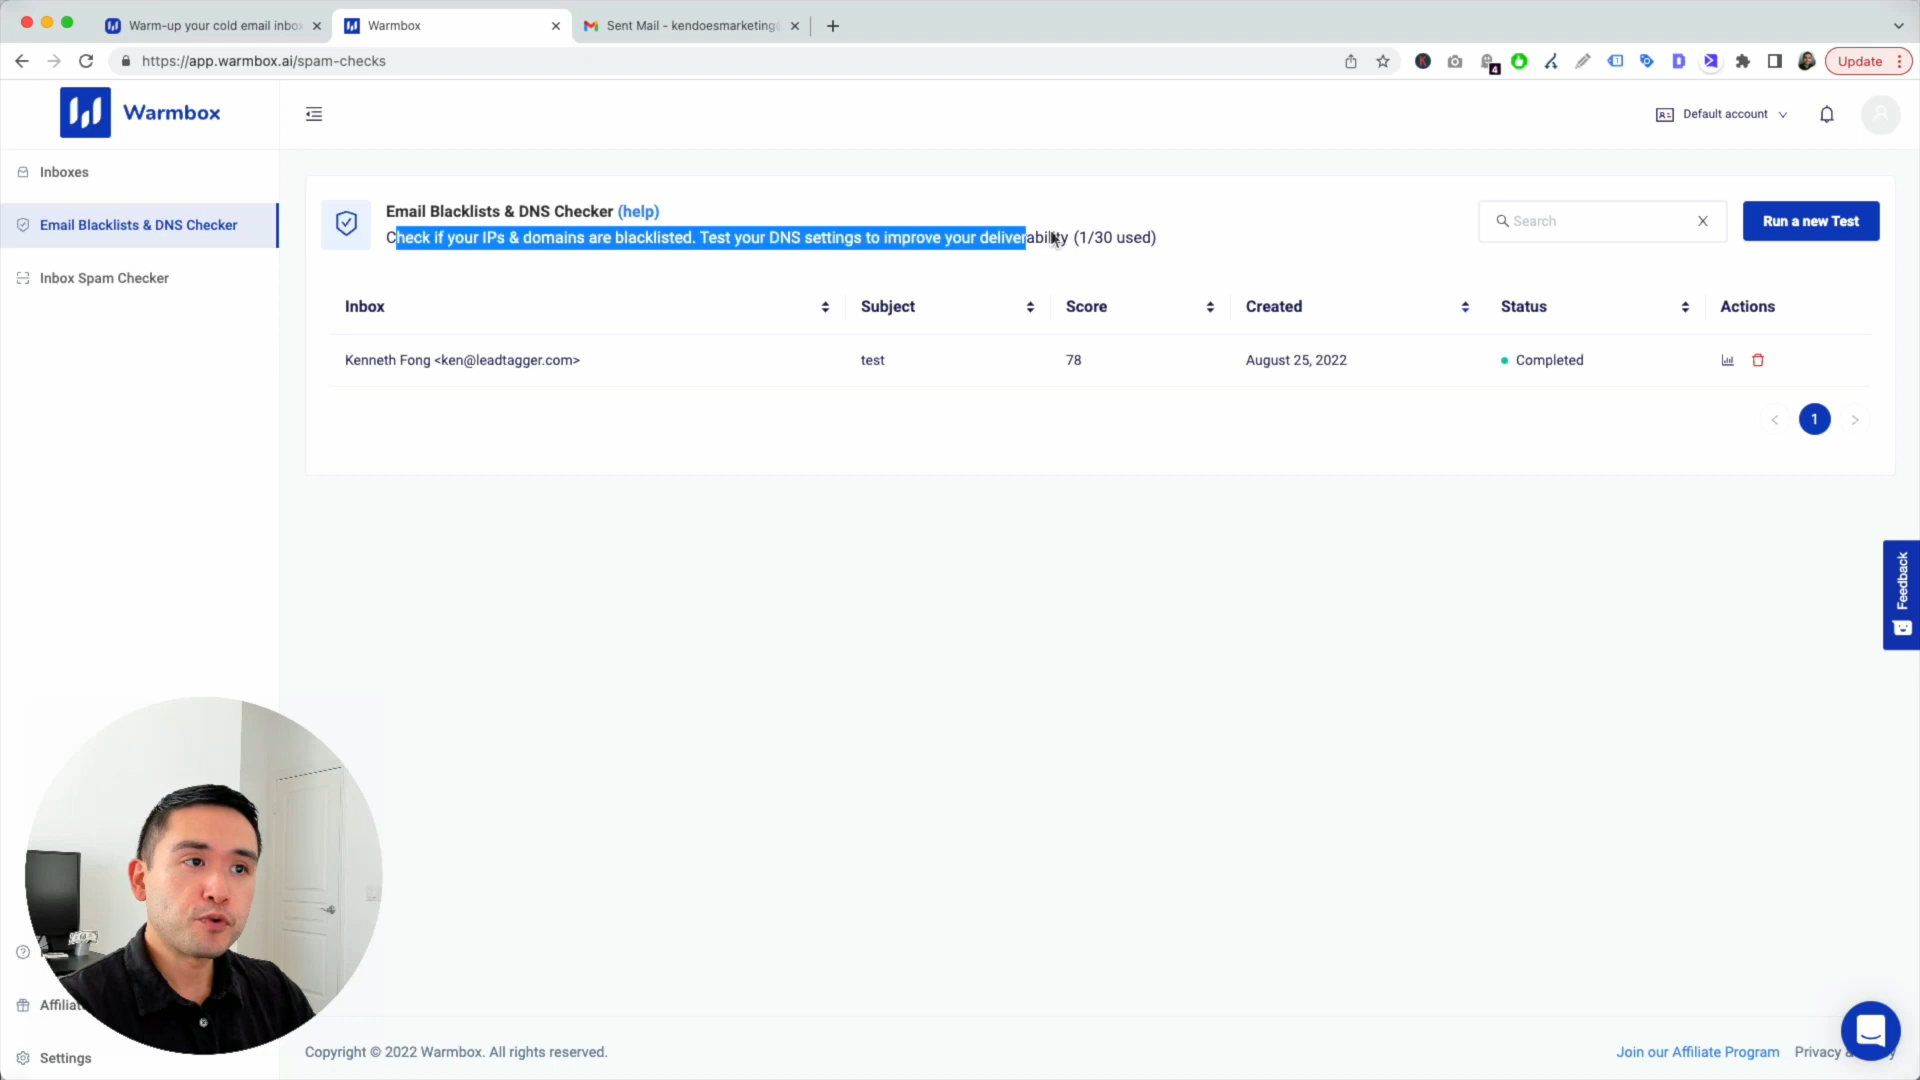 Warm-up your cold email inbox
Warmbox
Sent Mail - kendoesmarketing@
https://app.warmbox.ai/spam-checks
4
Update
Warmbox
Default account
Inboxes
Email Blacklists & DNS Checker
Inbox Spam Checker
Email Blacklists & DNS Checker (help)
Check if your IPs & domains are blacklisted. Test your DNS settings to improve your deliverability (1/30 used)
Search
Run a new Test
Inbox Subject Score Created Status Actions
Kenneth Fong <ken@leadtagger.com> test 78 August 25, 2022 Completed
1
Feedback
Affiliat
Settings
Copyright © 2022 Warmbox. All rights reserved.
Join our Affiliate Program
Privacy